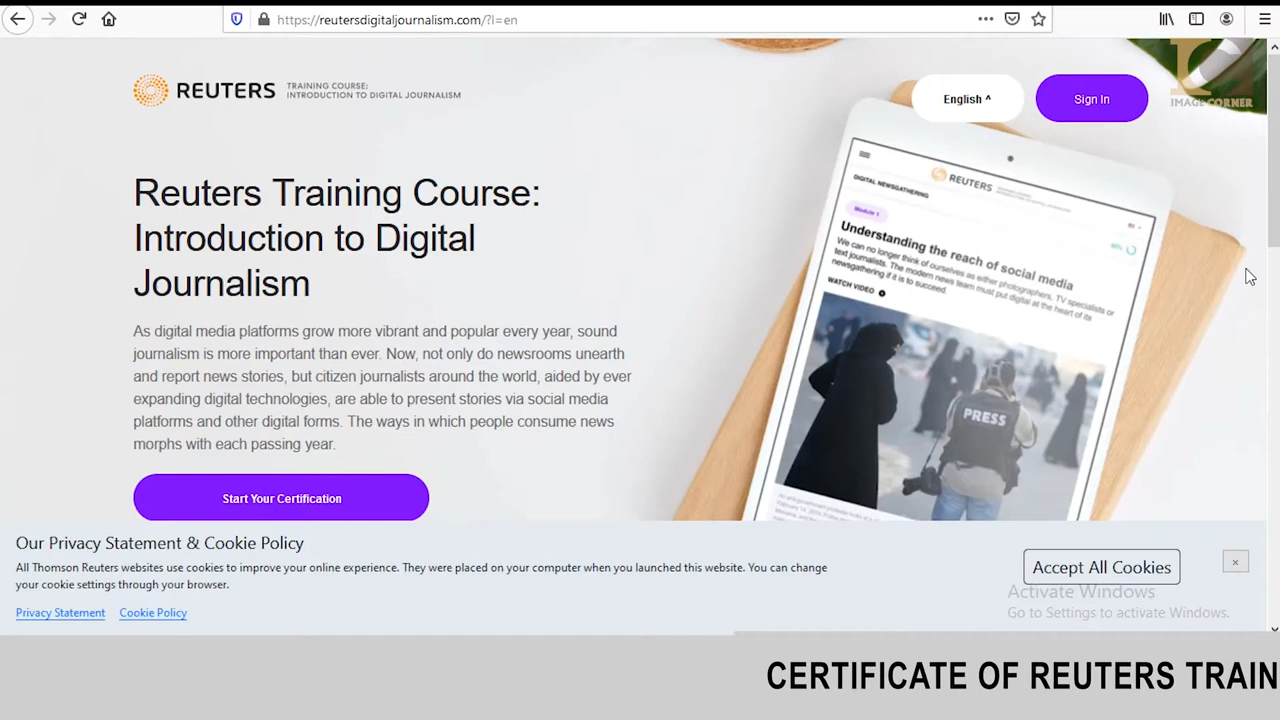 https://reutersdigitaljournalism.com/?l=en
IMAGE CORNER
REUTERS
TRAINING COURSE:
INTRODUCTION TO DIGITAL JOURNALISM
English ^
Sign In
Reuters Training Course:
Introduction to Digital
Journalism
As digital media platforms grow more vibrant and popular every year, sound
journalism is more important than ever. Now, not only do newsrooms unearth
and report news stories, but citizen journalists around the world, aided by ever
expanding digital technologies, are able to present stories via social media
platforms and other digital forms. The ways in which people consume news
morphs with each passing year.
Start Your Certification
REUTERS
DIGITAL NEWSGATHERING
Module 1
Understanding the reach of social media
We can no longer think of ourselves as either photographers, TV specialists or
text journalists. The modern news team must put digital at the heart of its
newsgathering if it is to succeed.
WATCH VIDEO
PRESS
Our Privacy Statement & Cookie Policy
All Thomson Reuters websites use cookies to improve your online experience. They were placed on your computer when you launched this website. You can change
your cookie settings through your browser.
Privacy Statement Cookie Policy
Accept All Cookies
Activate Windows
Go to Settings to activate Windows.
CERTIFICATE OF REUTERS TRAIN